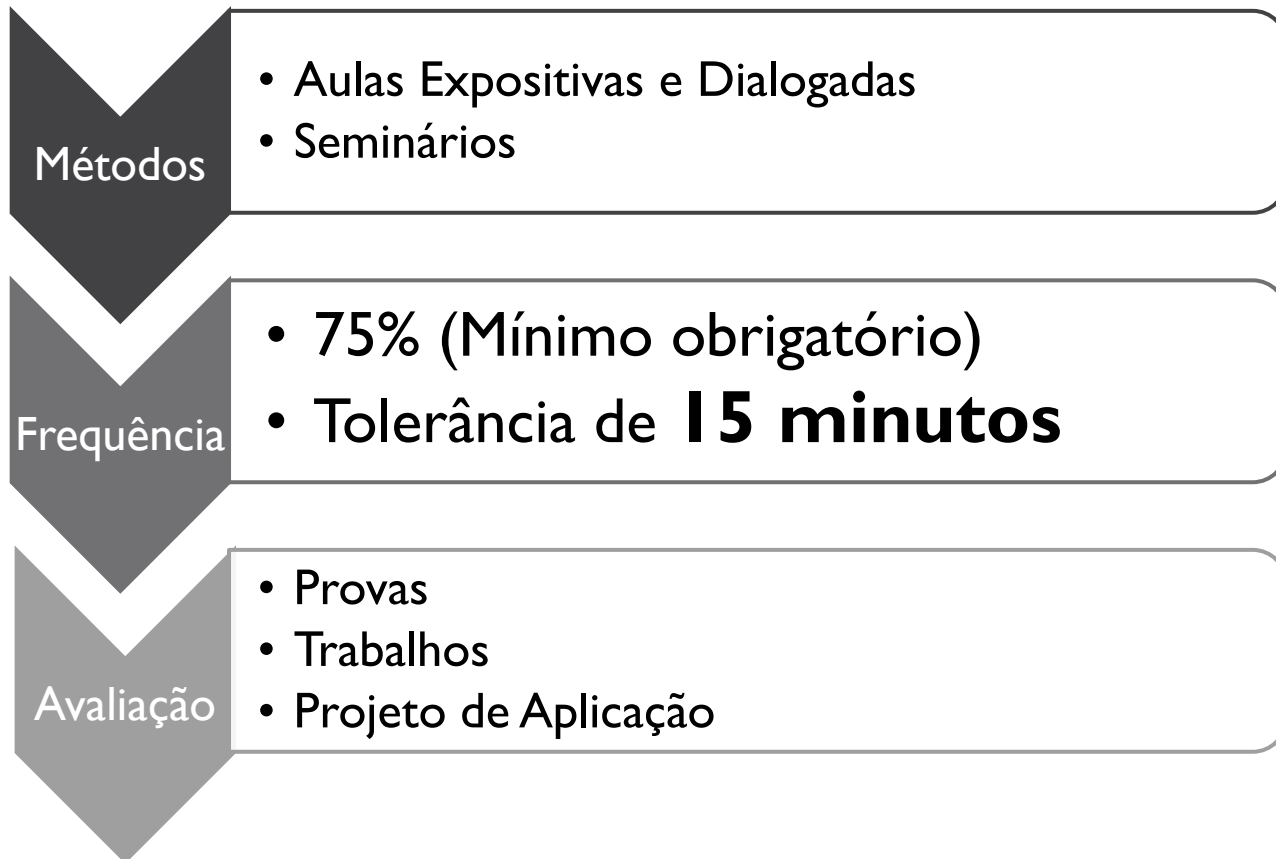 Métodos
• Aulas Expositivas e Dialogadas
• Seminários
Frequência
• 75% (Mínimo obrigatório)
• Tolerância de 15 minutos
Avaliação
• Provas
• Trabalhos
• Projeto de Aplicação